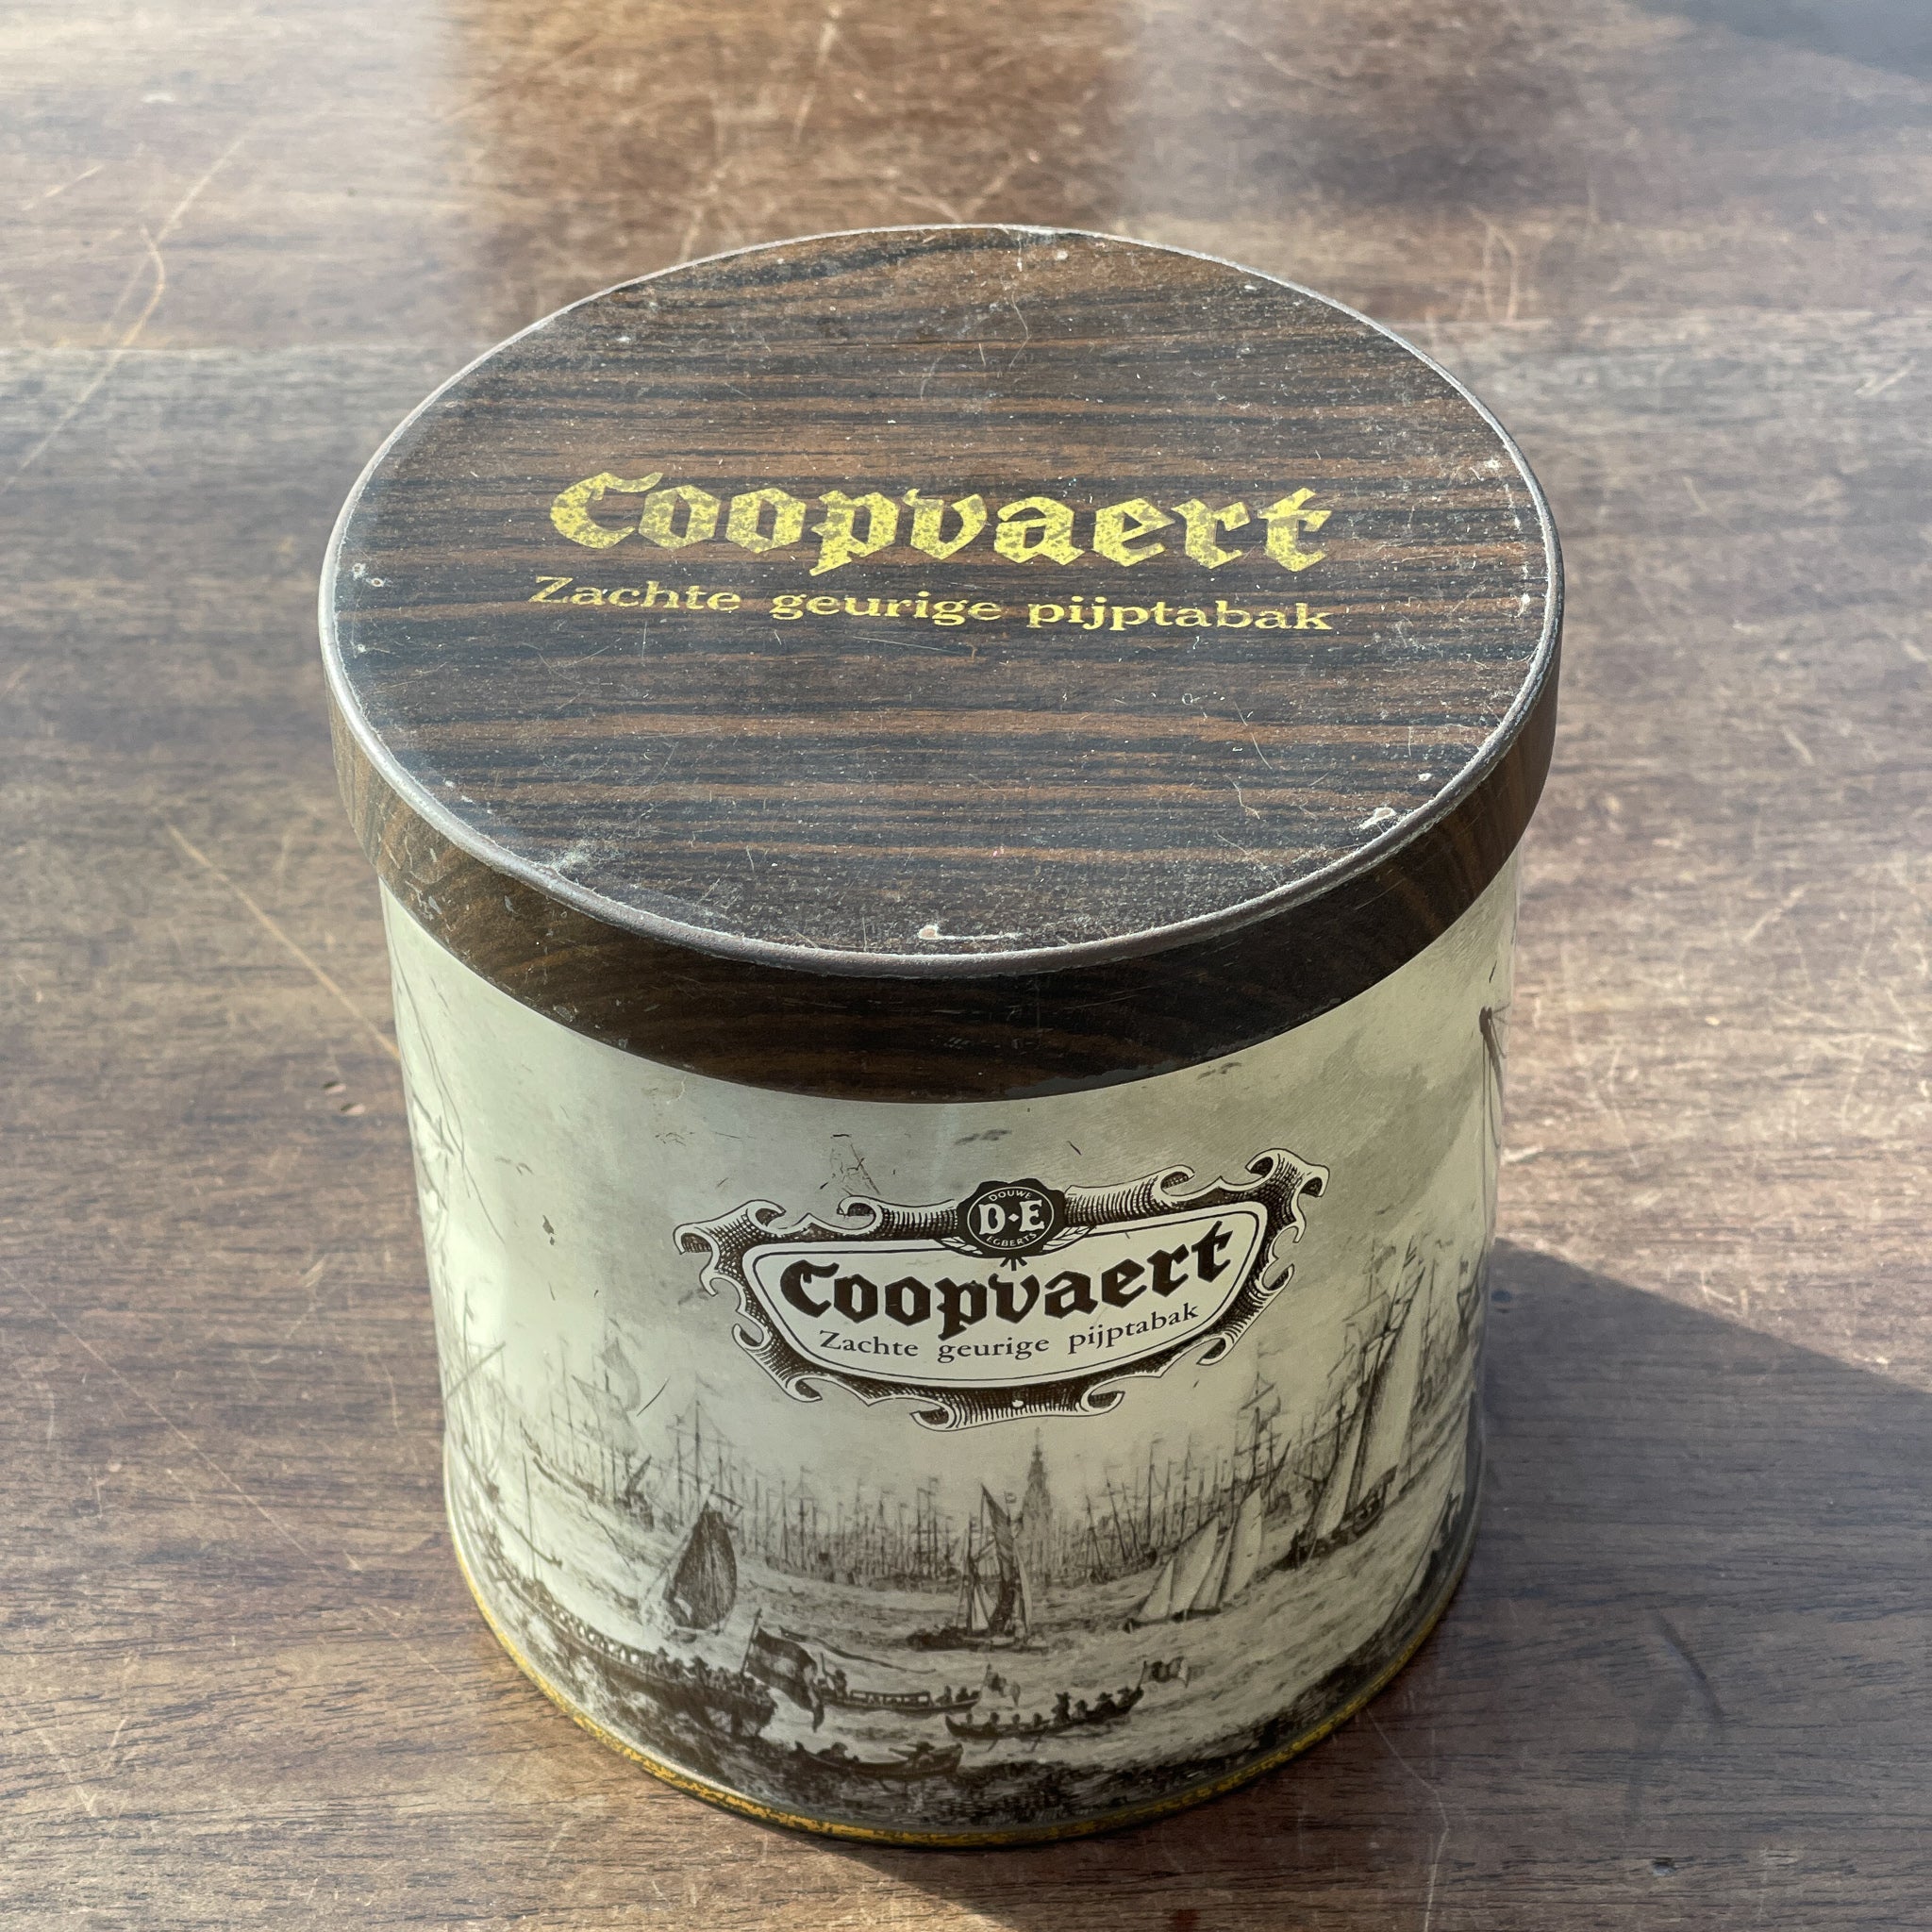 Coopvaert
Zachte geurige pijptabak
DOUWE
D·E
EGBERTS
Coopvaert
Zachte geurige pijptabak